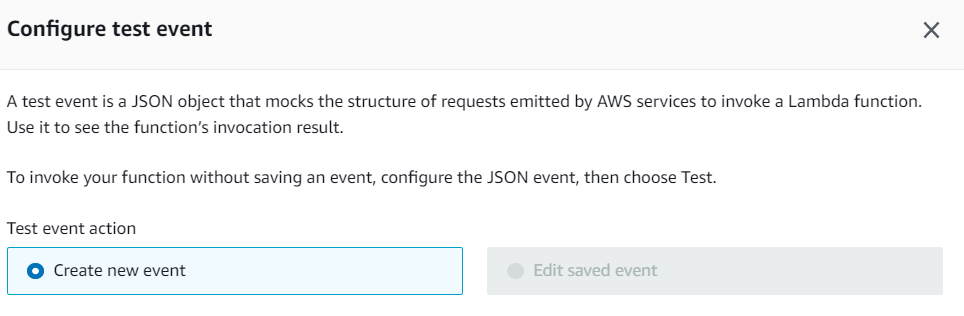 Configure test event
A test event is a JSON object that mocks the structure of requests emitted by AWS services to invoke a Lambda function.
Use it to see the function’s invocation result.
To invoke your function without saving an event, configure the JSON event, then choose Test.
Test event action
Create new event
Edit saved event